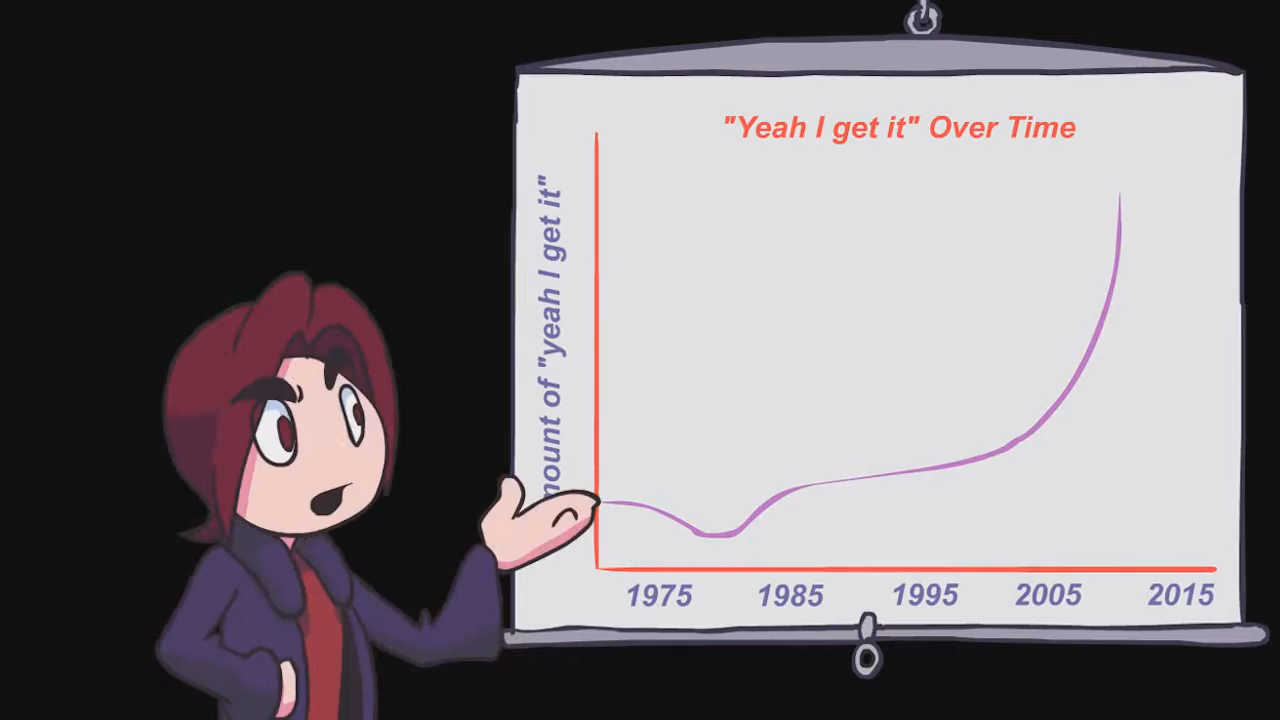 "Yeah I get it" Over Time
mount of "yeah I get it"
1975 1985 1995 2005 2015